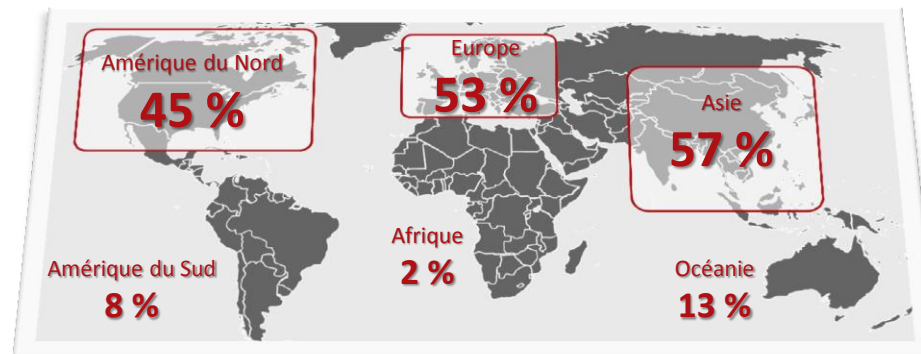 Amérique du Nord
45 %
Europe
53 %
Asie
57 %
Amérique du Sud
8 %
Afrique
2 %
Océanie
13 %